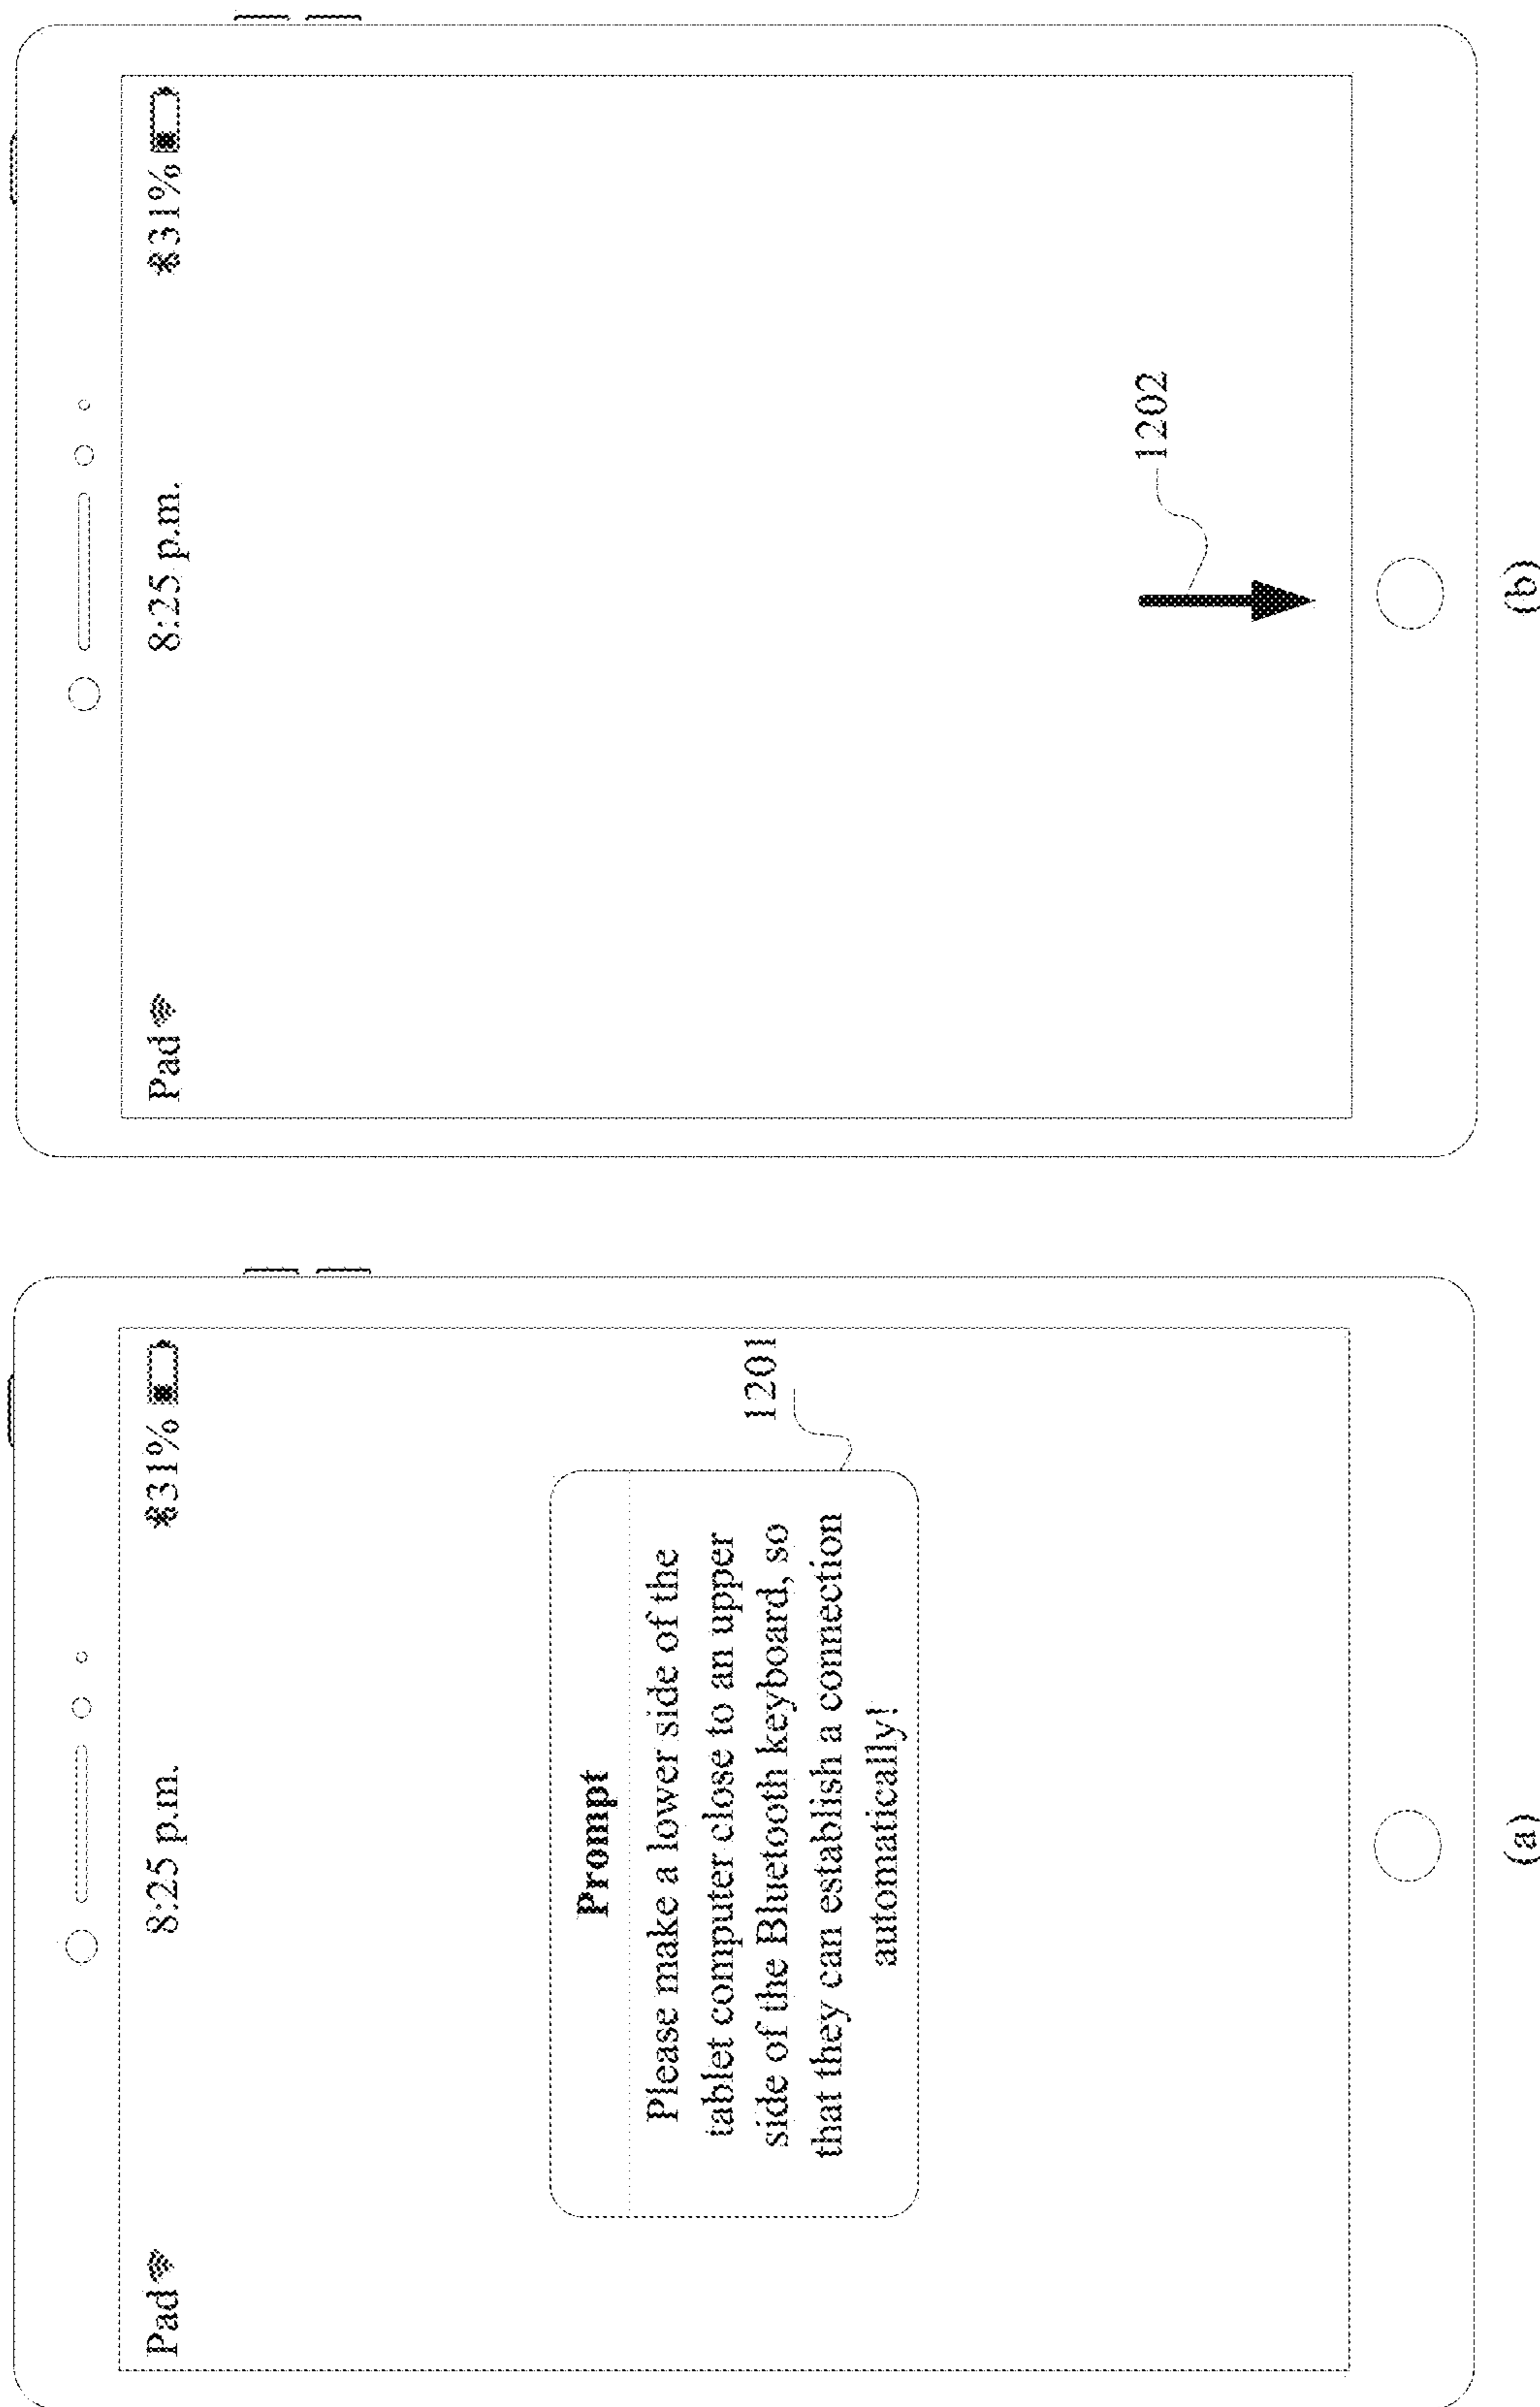 Pad
8:25 p.m.
31%
Prompt
Please make a lower side of the
tablet computer close to an upper
side of the Bluetooth keyboard, so
that they can establish a connection
automatically!
1201
(a)
Pad
8:25 p.m.
31%
1202
(b)